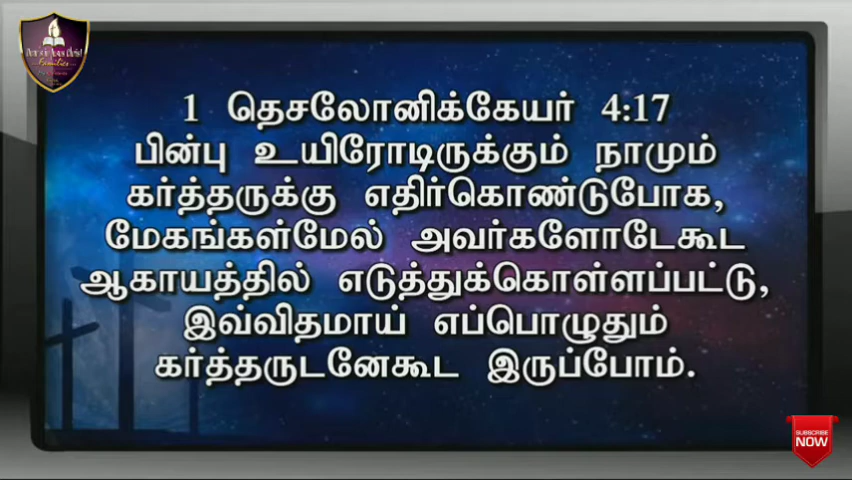 1 தெசலோனிக்கேயர் 4:17
பின்பு உயிரோடிருக்கும் நாமும்
கர்த்தருக்கு எதிர்கொண்டுபோக,
மேகங்கள்மேல் அவர்களோடேகூட
ஆகாயத்தில் எடுத்துக்கொள்ளப்பட்டு,
இவ்விதமாய் எப்பொழுதும்
கர்த்தருடனேகூட இருப்போம்.
SUBSCRIBE
NOW